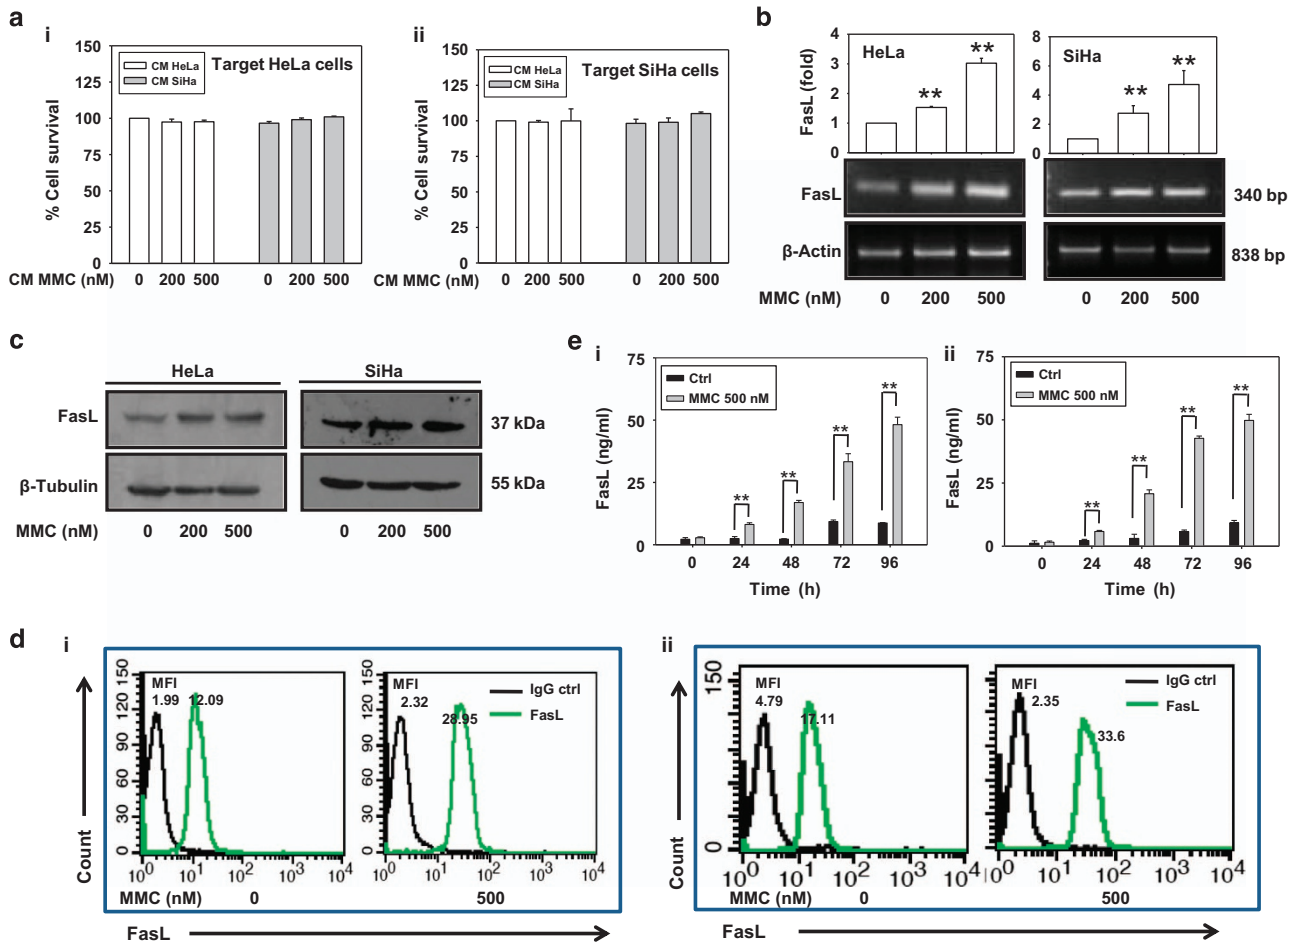 a
i
150
125
100
75
50
25
0
% Cell survival
CM HeLa
CM SiHa
Target HeLa cells
CM MMC (nM) 0 200 500 0 200 500
ii
150
125
100
75
50
25
0
% Cell survival
CM HeLa
CM SiHa
Target SiHa cells
CM MMC (nM) 0 200 500 0 200 500
b
4
3
2
1
0
FasL (fold)
HeLa
**
**
8
6
4
2
0
SiHa
**
**
FasL
340 bp
β-Actin
838 bp
MMC (nM) 0 200 500 0 200 500
c
HeLa
SiHa
FasL
37 kDa
β-Tubulin
55 kDa
MMC (nM) 0 200 500 0 200 500
e
i
75
50
25
0
FasL (ng/ml)
Ctrl
MMC 500 nM
**
**
**
**
0 24 48 72 96
Time (h)
ii
75
50
25
0
FasL (ng/ml)
Ctrl
MMC 500 nM
**
**
**
**
0 24 48 72 96
Time (h)
d
i
Count
150
120
90
60
30
0
MFI
1.99 12.09
10⁰ 10¹ 10² 10³ 10⁴
150
120
90
60
30
0
MFI
2.32
28.95
IgG ctrl
FasL
10⁰ 10¹ 10² 10³ 10⁴
MMC (nM) 0 500
FasL
ii
Count
150
0
MFI
4.79
17.11
10⁰ 10¹ 10² 10³ 10⁴
MFI
2.35
33.6
IgG ctrl
FasL
10⁰ 10¹ 10² 10³ 10⁴
MMC (nM) 0 500
FasL